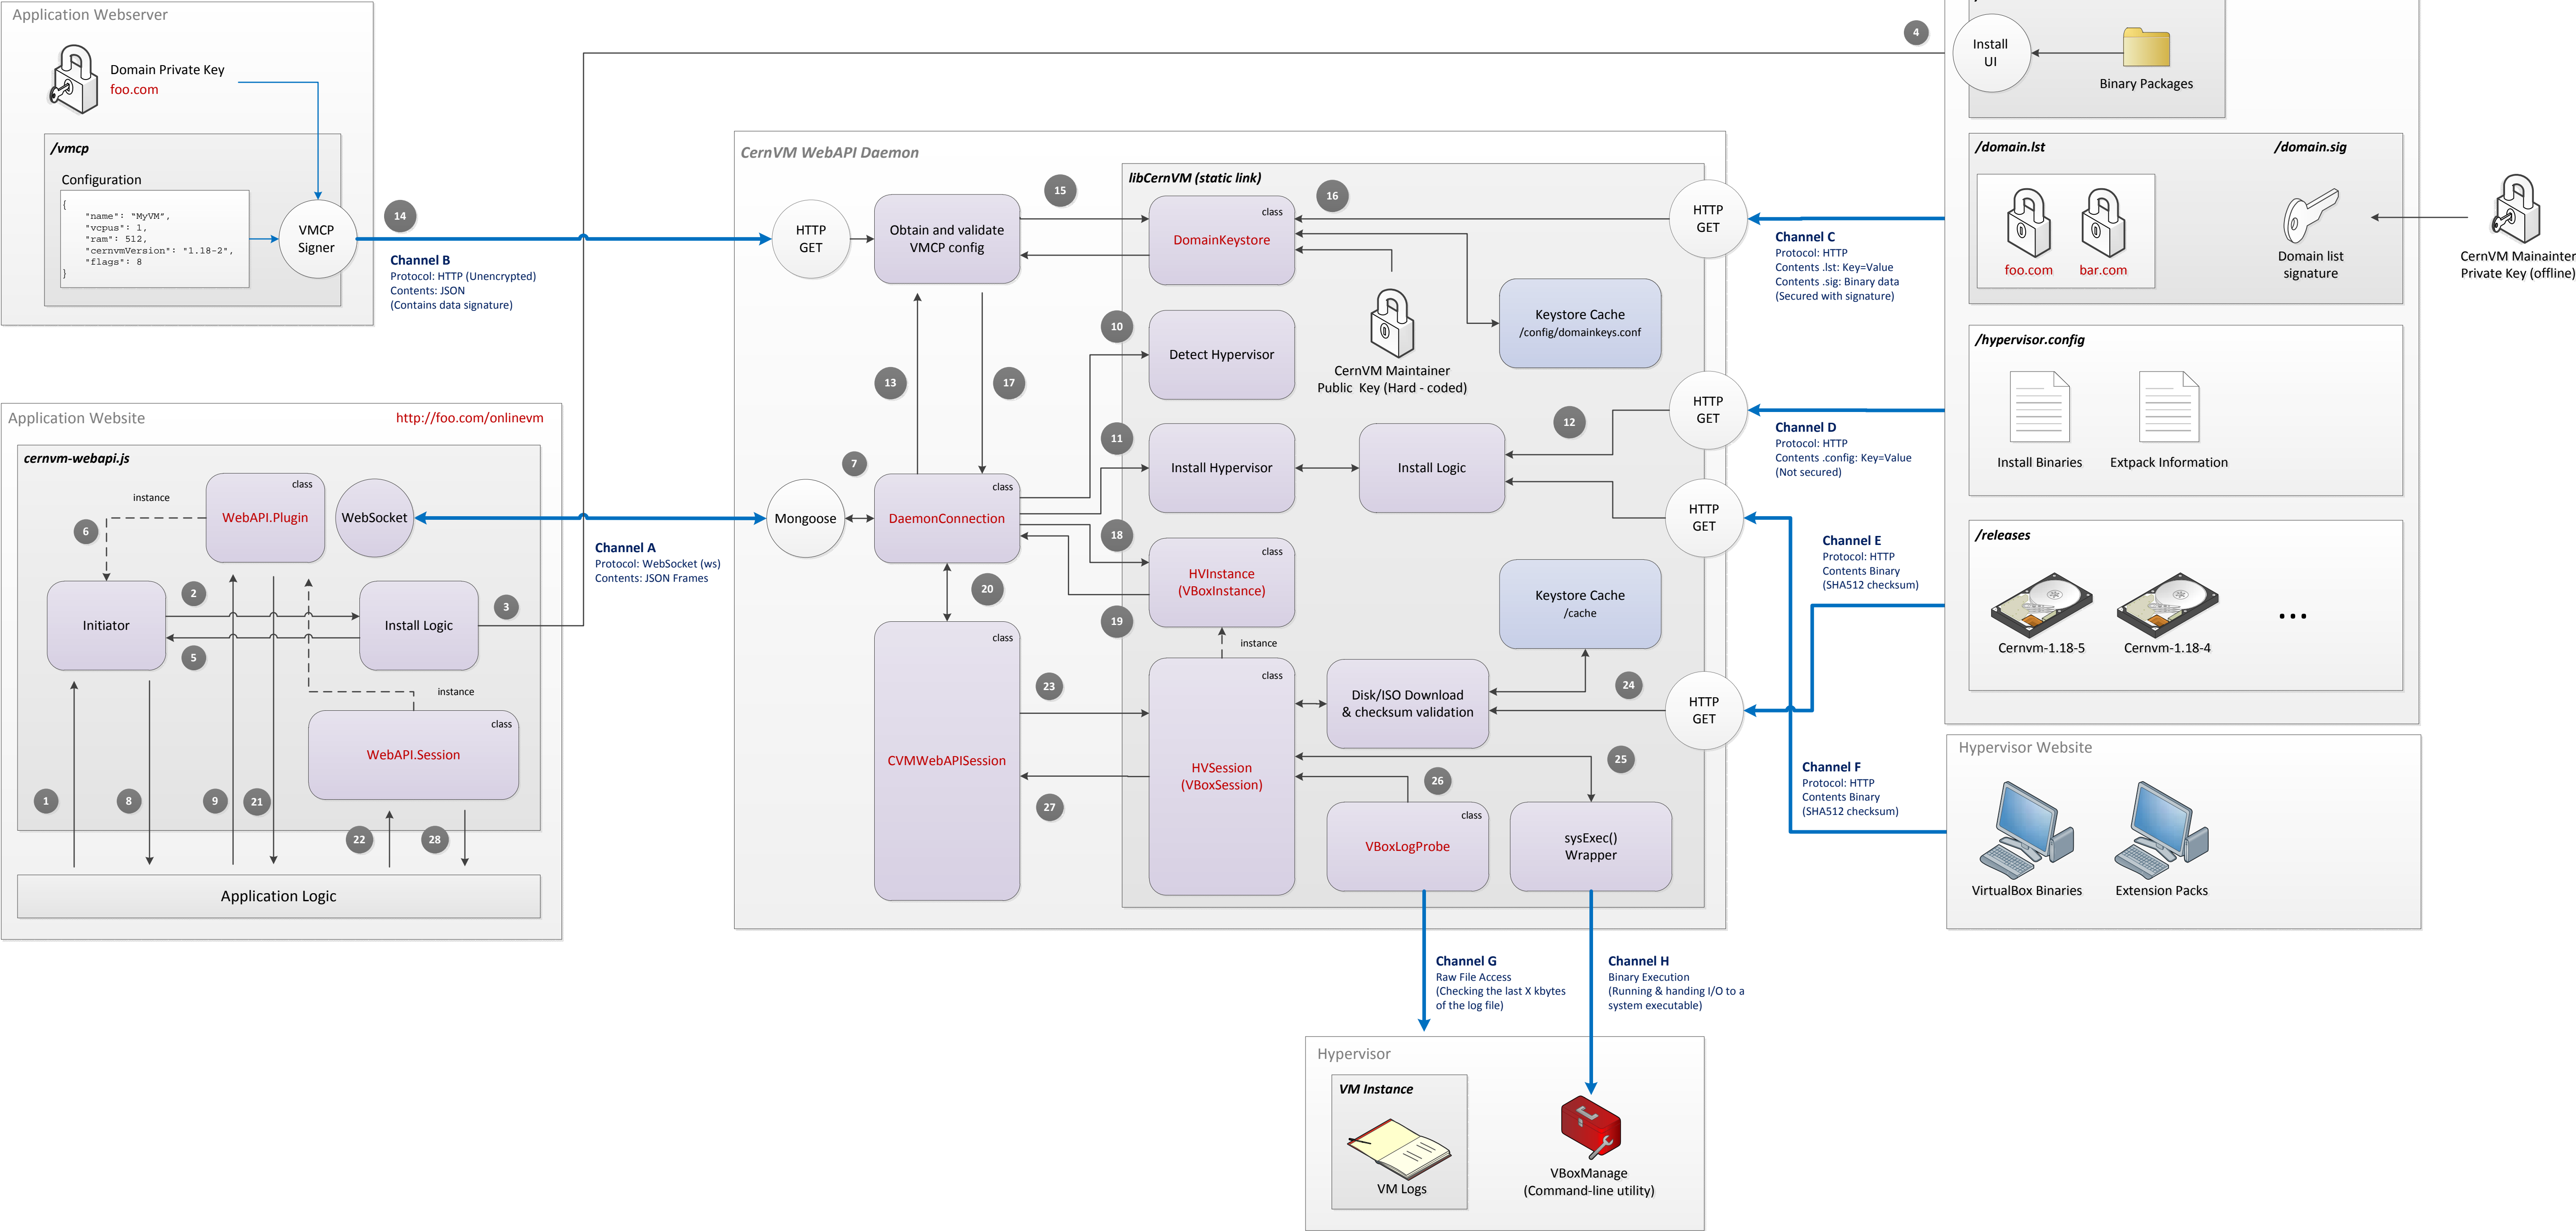 Application Webserver
Domain Private Key
foo.com
/vmcp
Configuration
{
"name": "MyVM",
"vcpus": 1,
"ram": 512,
"cernvmVersion": "1.18-2",
"flags": 8
}
VMCP
Signer
14
Channel B
Protocol: HTTP (Unencrypted)
Contents: JSON
(Contains data signature)
Application Website
http://foo.com/onlinevm
cernvm-webapi.js
instance
class
WebAPI.Plugin
WebSocket
6
Initiator
2
5
Install Logic
3
instance
class
WebAPI.Session
1
8
9
21
22
28
Application Logic
Channel A
Protocol: WebSocket (ws)
Contents: JSON Frames
CernVM WebAPI Daemon
HTTP
GET
Obtain and validate
VMCP config
15
13
17
7
Mongoose
class
DaemonConnection
20
class
CVMWebAPISession
23
27
libCernVM (static link)
16
class
DomainKeystore
10
Detect Hypervisor
CernVM Maintainer
Public  Key (Hard - coded)
Keystore Cache
/config/domainkeys.conf
11
Install Hypervisor
Install Logic
12
18
class
HVInstance
(VBoxInstance)
19
instance
class
HVSession
(VBoxSession)
Keystore Cache
/cache
Disk/ISO Download
& checksum validation
24
25
26
class
VBoxLogProbe
sysExec()
Wrapper
HTTP
GET
HTTP
GET
HTTP
GET
HTTP
GET
4
Channel C
Protocol: HTTP
Contents .lst: Key=Value
Contents .sig: Binary data
(Secured with signature)
Channel D
Protocol: HTTP
Contents .config: Key=Value
(Not secured)
Channel E
Protocol: HTTP
Contents Binary
(SHA512 checksum)
Channel F
Protocol: HTTP
Contents Binary
(SHA512 checksum)
Install
UI
Binary Packages
/domain.lst
/domain.sig
foo.com
bar.com
Domain list
signature
CernVM Mainainter
Private Key (offline)
/hypervisor.config
Install Binaries
Extpack Information
/releases
Cernvm-1.18-5
Cernvm-1.18-4
...
Hypervisor Website
VirtualBox Binaries
Extension Packs
Channel G
Raw File Access
(Checking the last X kbytes
of the log file)
Channel H
Binary Execution
(Running & handing I/O to a
system executable)
Hypervisor
VM Instance
VM Logs
VBoxManage
(Command-line utility)